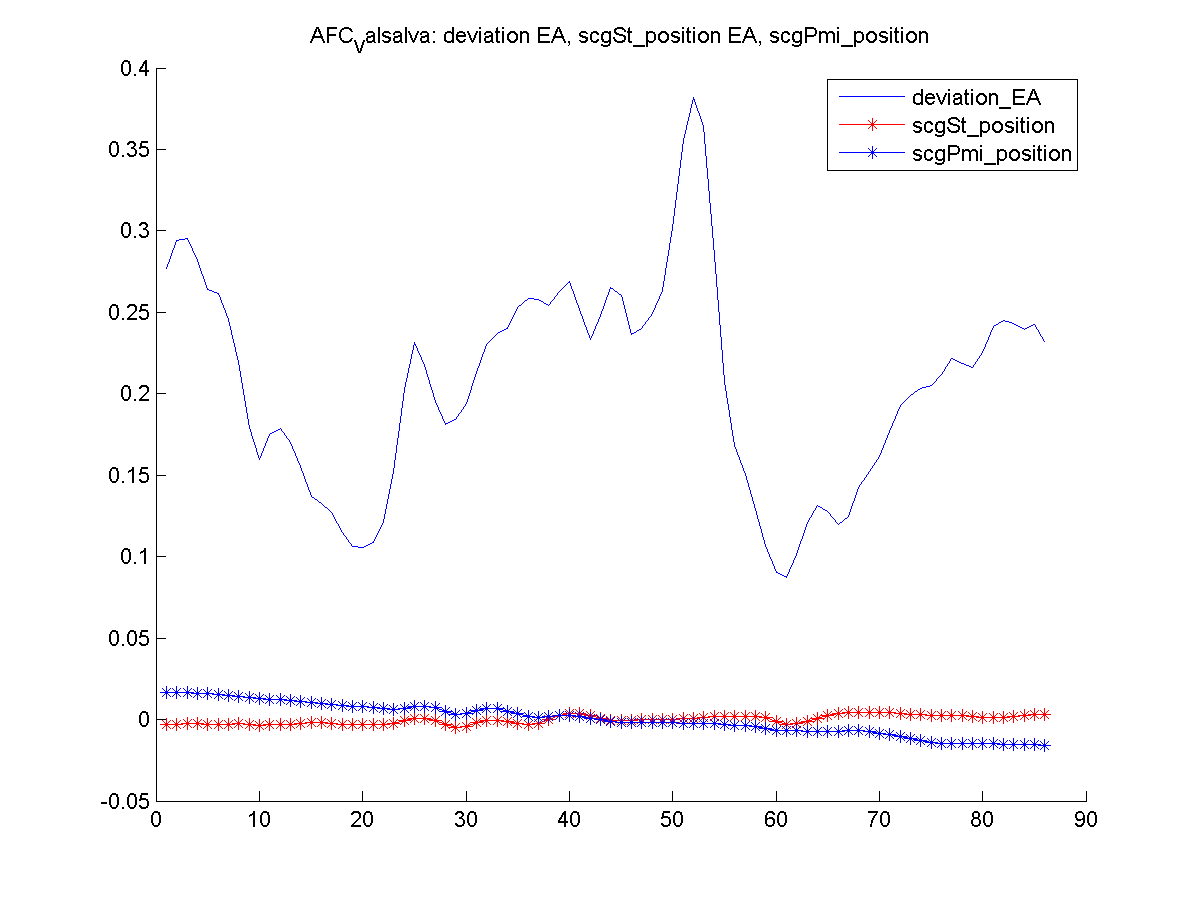 AFC_Valsalva: deviation EA, scgSt_position EA, scgPmi_position
0.4
0.35
0.3
0.25
0.2
0.15
0.1
0.05
0
-0.05
deviation_EA
scgSt_position
scgPmi_position
0 10 20 30 40 50 60 70 80 90